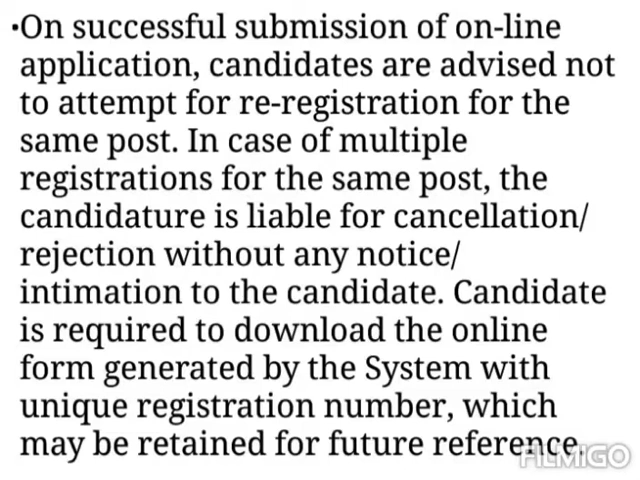 •On successful submission of on-line
application, candidates are advised not
to attempt for re-registration for the
same post. In case of multiple
registrations for the same post, the
candidature is liable for cancellation/
rejection without any notice/
intimation to the candidate. Candidate
is required to download the online
form generated by the System with
unique registration number, which
may be retained for future reference.
FILMIGO